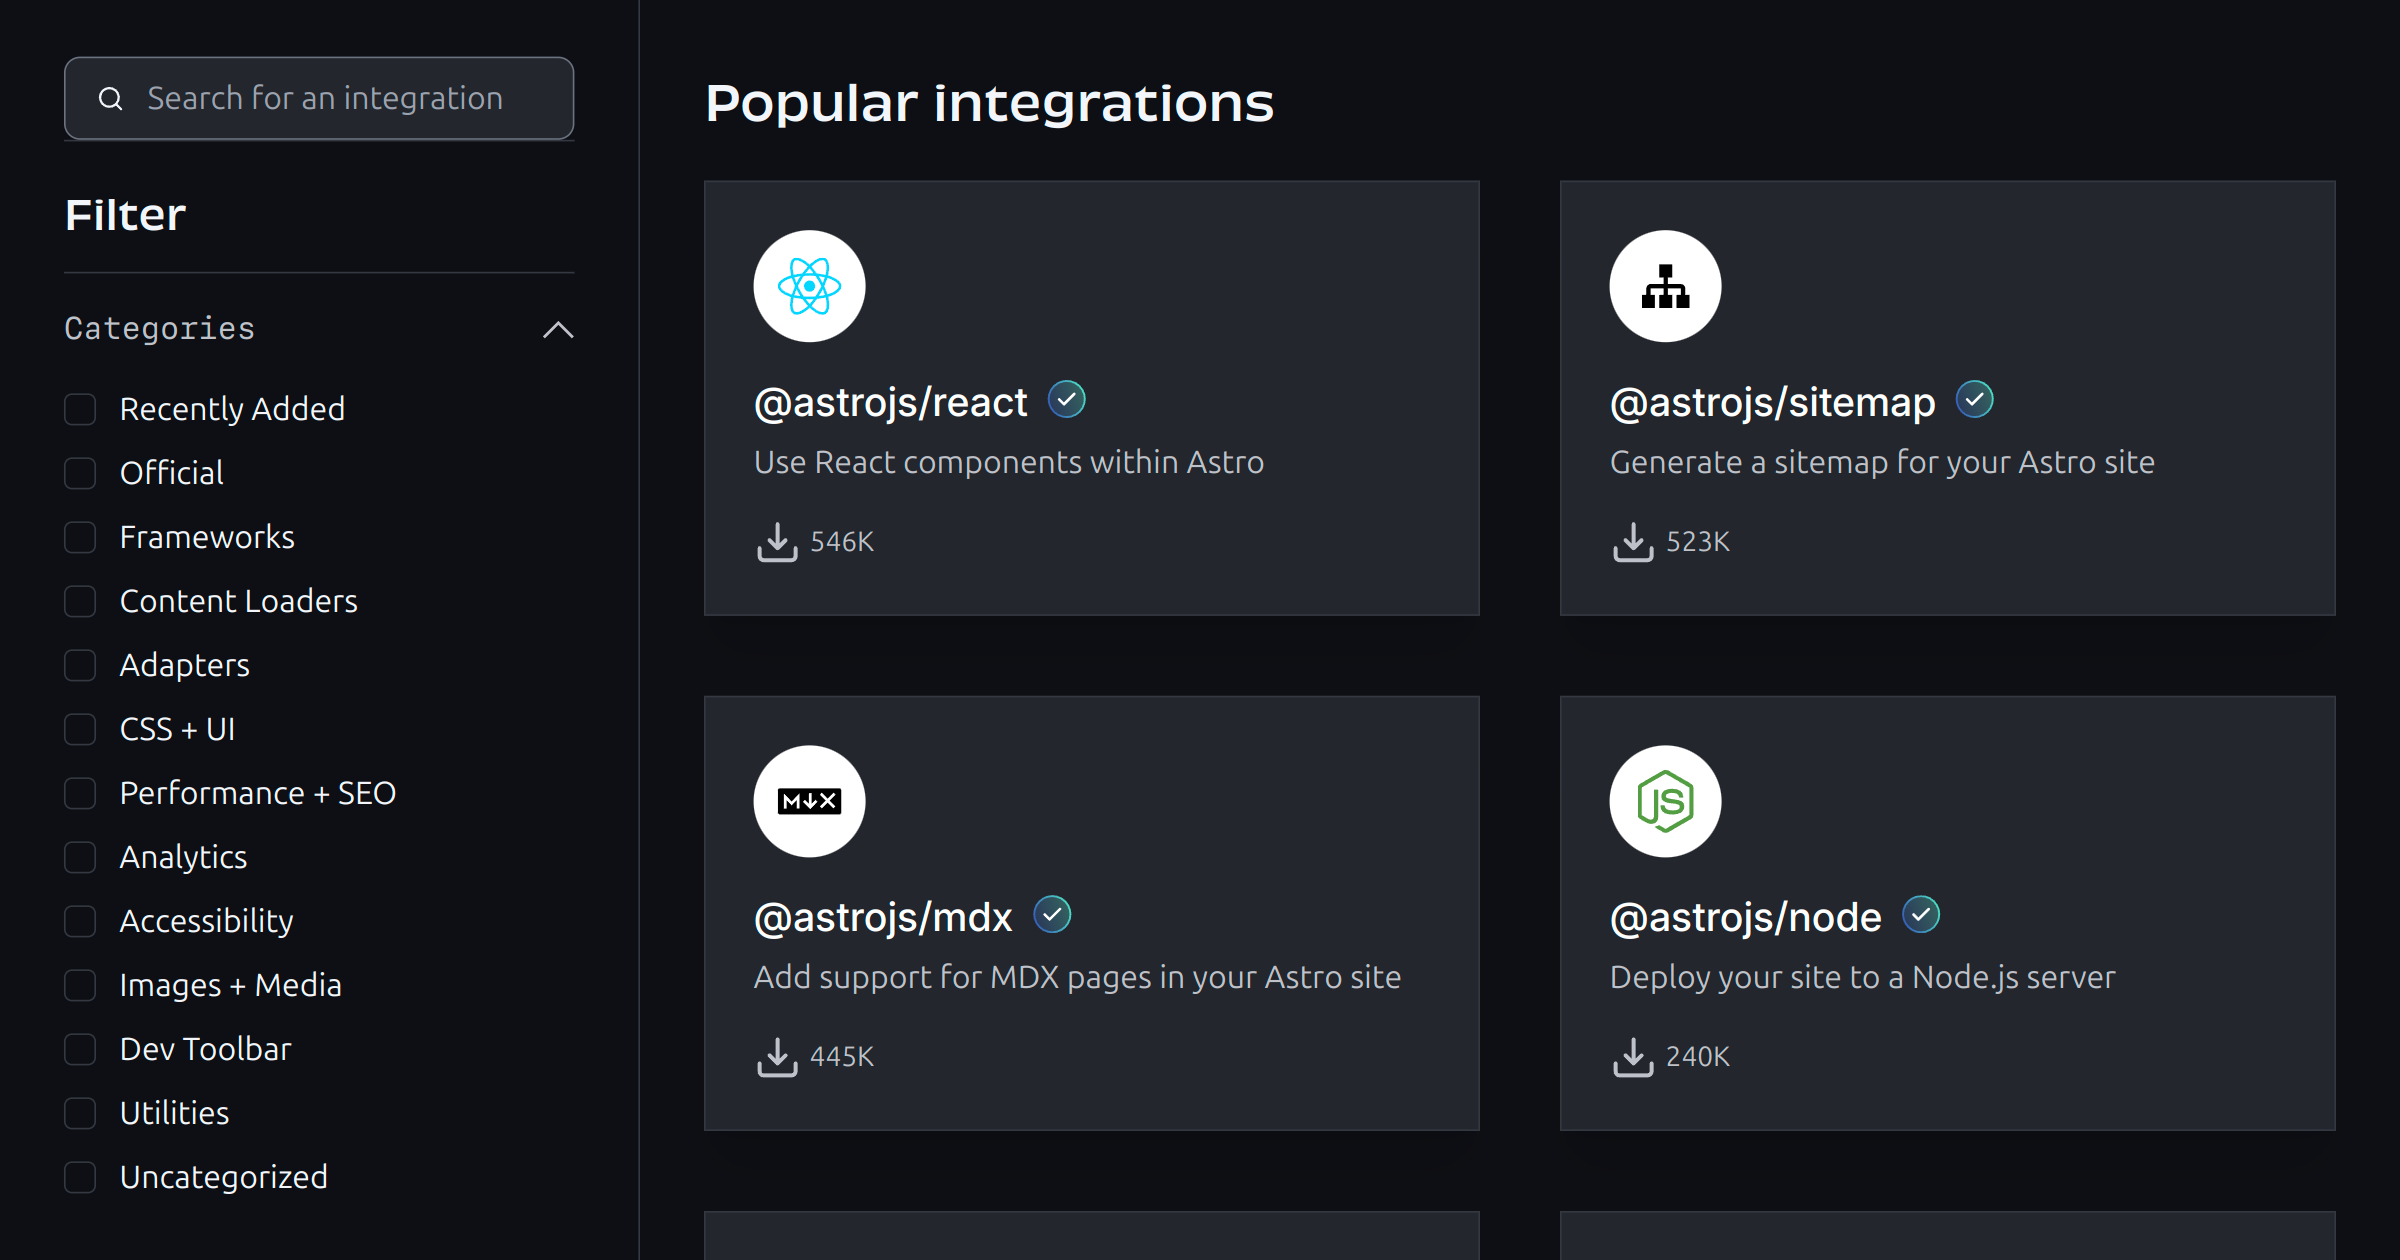 Search for an integration
Filter
Categories
Recently Added
Official
Frameworks
Content Loaders
Adapters
CSS + UI
Performance + SEO
Analytics
Accessibility
Images + Media
Dev Toolbar
Utilities
Uncategorized
Popular integrations
@astrojs/react
Use React components within Astro
546K
@astrojs/sitemap
Generate a sitemap for your Astro site
523K
M↓X
@astrojs/mdx
Add support for MDX pages in your Astro site
445K
JS
@astrojs/node
Deploy your site to a Node.js server
240K